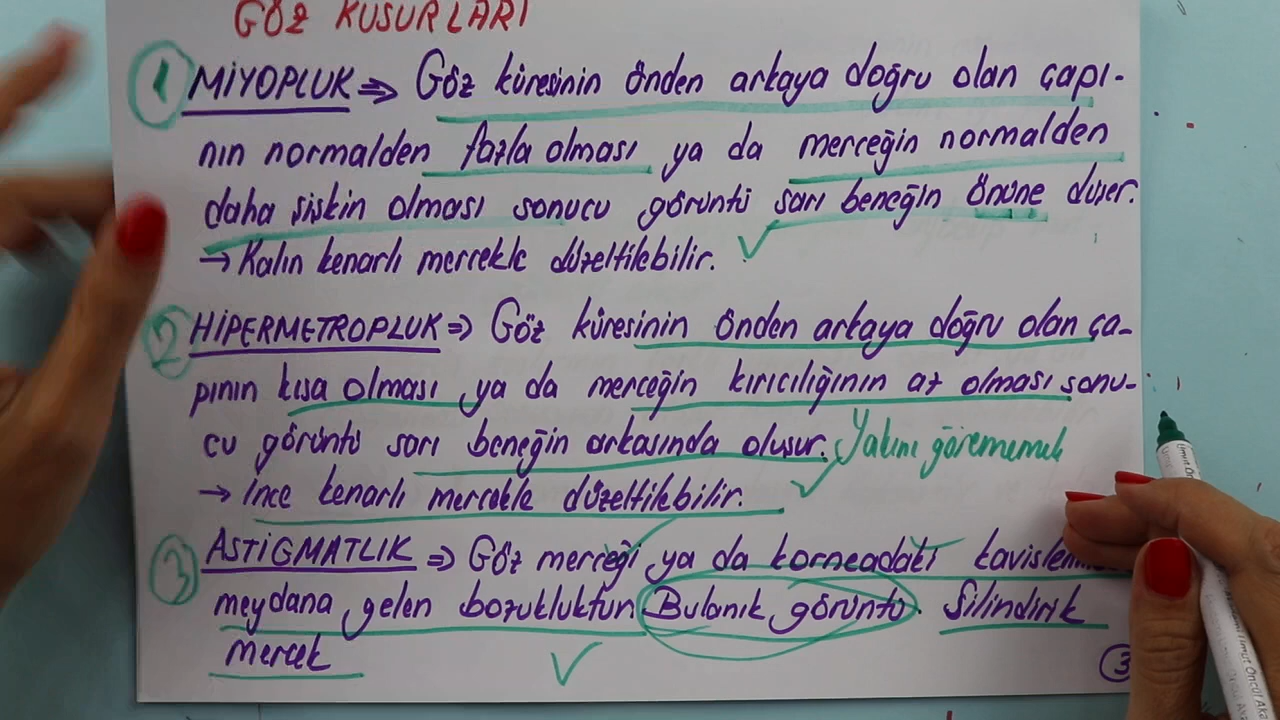 GÖZ KUSURLARI
1 MİYOPLUK ⇒ Göz küresinin önden arkaya doğru olan çapı-
nın normalden fazla olması ya da merceğin normalden
daha şişkin olması sonucu görüntü sarı beneğin önüne düşer.
→ Kalın kenarlı mercekle düzeltilebilir.
2 HİPERMETROPLUK ⇒ Göz küresinin önden arkaya doğru olan ça-
pının kısa olması ya da merceğin kırıcılığının az olması sonu-
cu görüntü sarı beneğin arkasında oluşur. Yakını görememek
→ İnce kenarlı mercekle düzeltilebilir.
3 ASTİGMATLIK ⇒ Göz merceği ya da korneadaki
meydana gelen bozukluktur. Bulanık görüntü. Silindirik
mercek
3